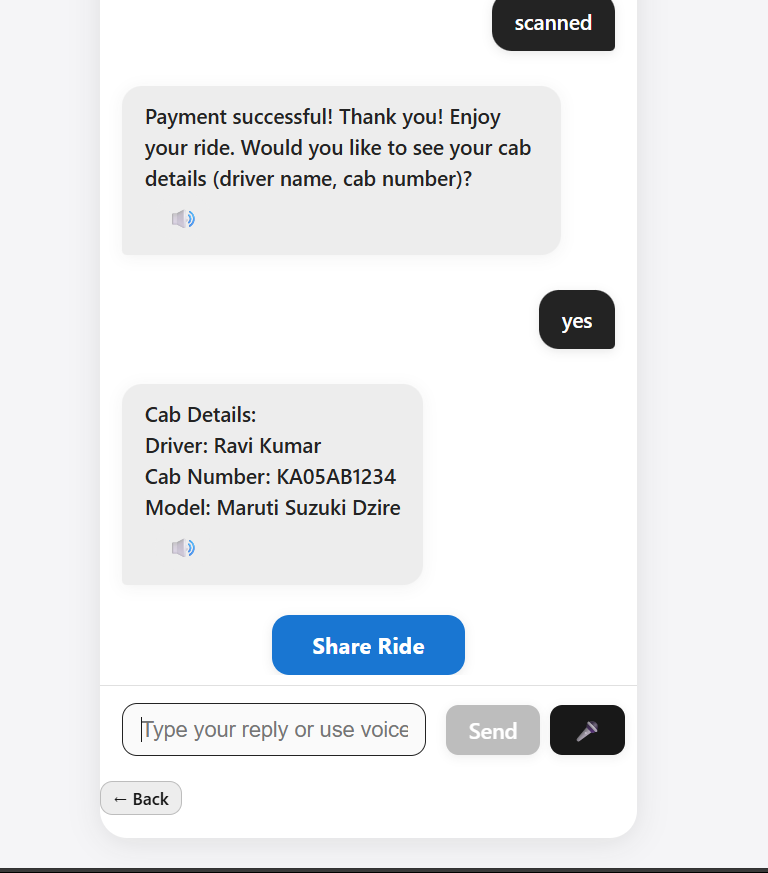 scanned
Payment successful! Thank you! Enjoy
your ride. Would you like to see your cab
details (driver name, cab number)?
yes
Cab Details:
Driver: Ravi Kumar
Cab Number: KA05AB1234
Model: Maruti Suzuki Dzire
Share Ride
Type your reply or use voice
Send
← Back